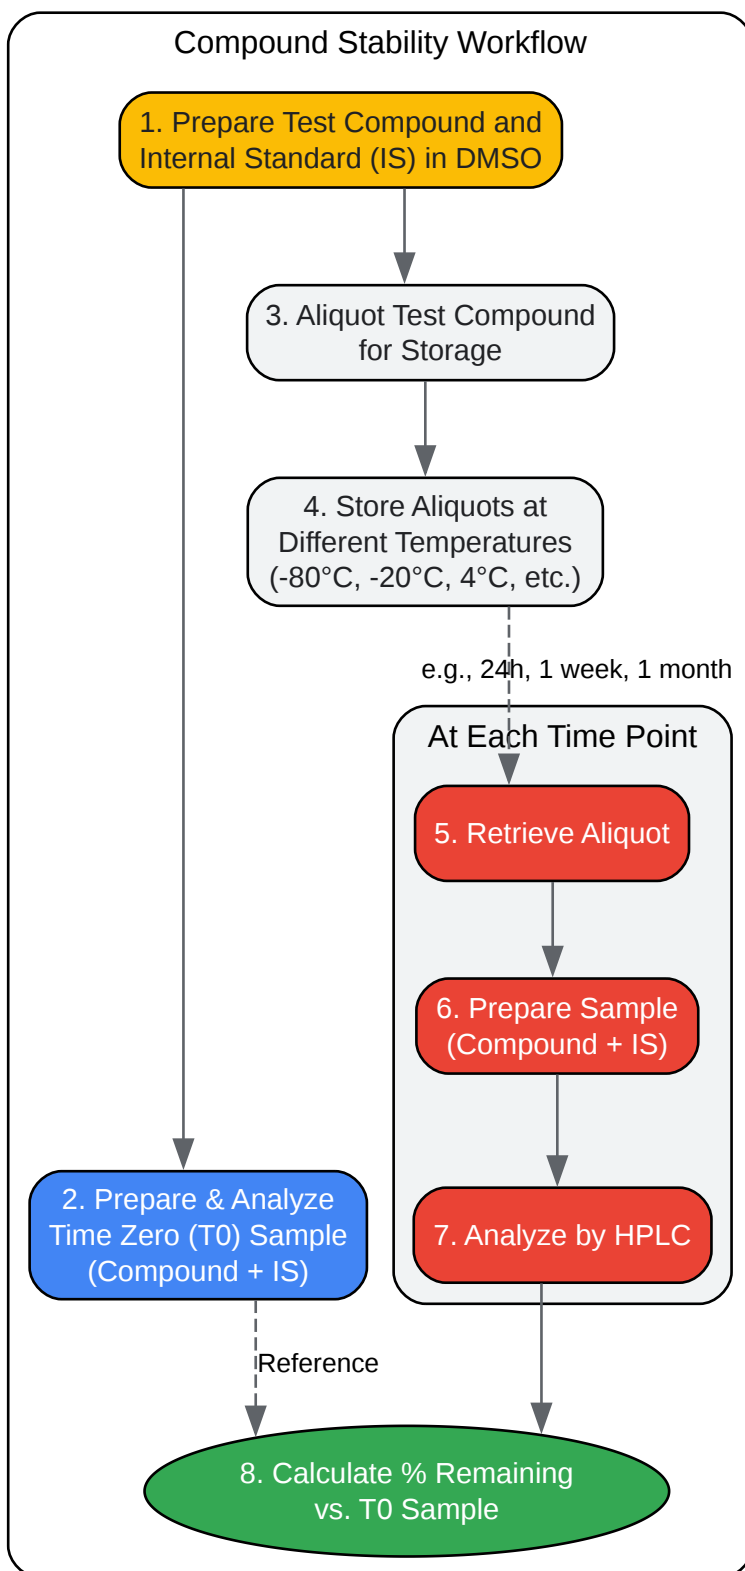 Compound Stability Workflow
1. Prepare Test Compound and
Internal Standard (IS) in DMSO
3. Aliquot Test Compound
for Storage
4. Store Aliquots at
Different Temperatures
(-80°C, -20°C, 4°C, etc.)
e.g., 24h, 1 week, 1 month
At Each Time Point
5. Retrieve Aliquot
6. Prepare Sample
(Compound + IS)
2. Prepare & Analyze
Time Zero (T0) Sample
(Compound + IS)
7. Analyze by HPLC
Reference
8. Calculate % Remaining
vs. T0 Sample